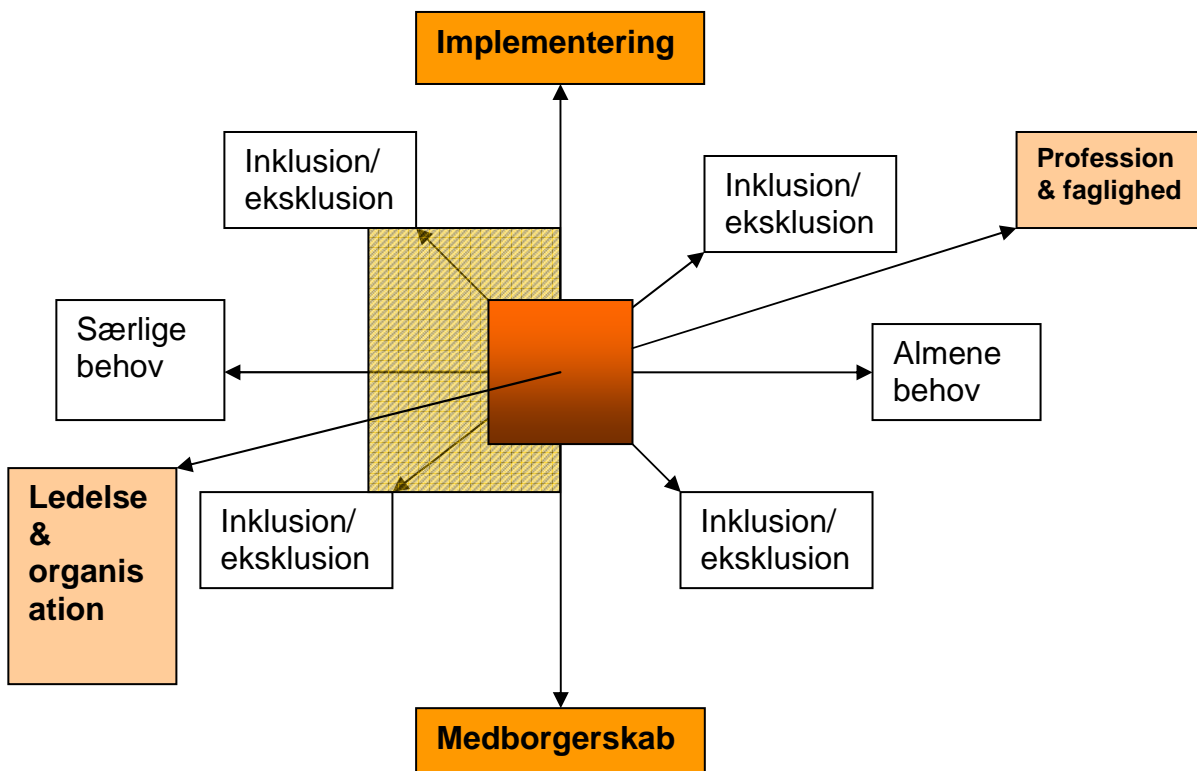 Implementering
Inklusion/
eksklusion
Inklusion/
eksklusion
Profession
& faglighed
Særlige
behov
Almene
behov
Ledelse
&
organis
ation
Inklusion/
eksklusion
Inklusion/
eksklusion
Medborgerskab